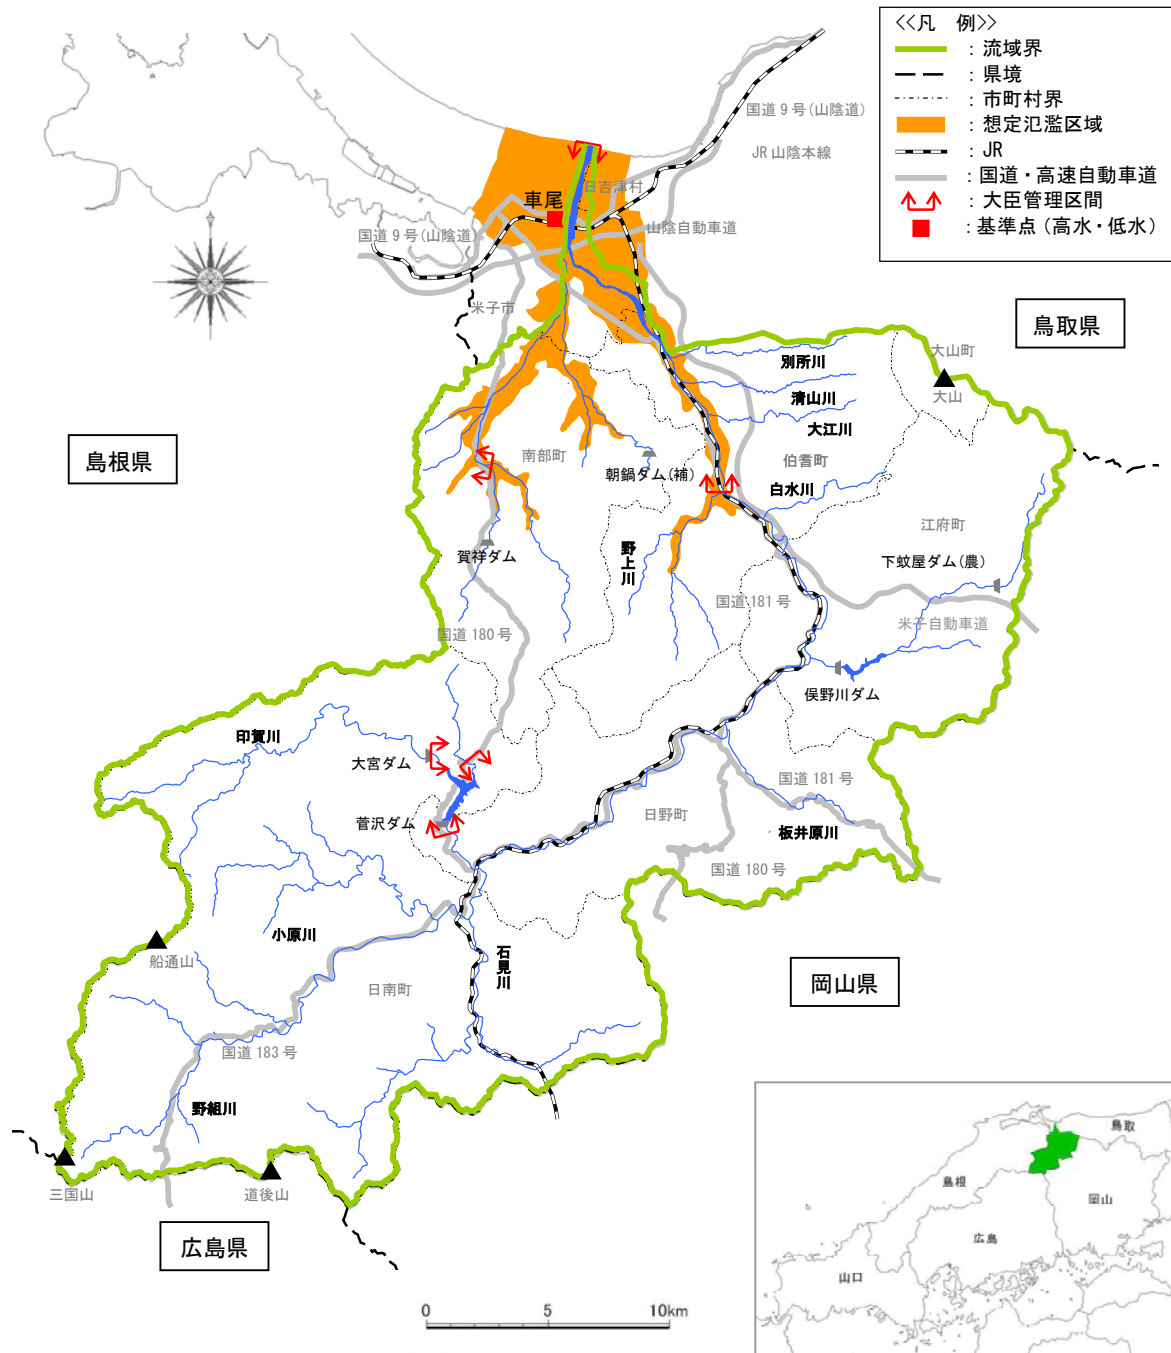 <<凡　例>>
：流域界
：県境
：市町村界
：想定氾濫区域
：JR
：国道・高速自動車道
：大臣管理区間
：基準点(高水・低水)
国道9号(山陰道)
JR山陰本線
日吉津村
車尾
国道9号(山陰道)
山陰自動車道
米子市
鳥取県
大山町
別所川
大山
清山川
大江川
島根県
南部町
伯耆町
朝鍋ダム(補)
白水川
江府町
賀祥ダム
野上川
下蚊屋ダム(農)
国道181号
米子自動車道
国道180号
俣野川ダム
印賀川
大宮ダム
国道181号
菅沢ダム
日野町
板井原川
国道180号
小原川
石見川
船通山
岡山県
日南町
国道183号
野組川
三国山
道後山
広島県
0
5
10km
鳥取
島根
岡山
広島
山口